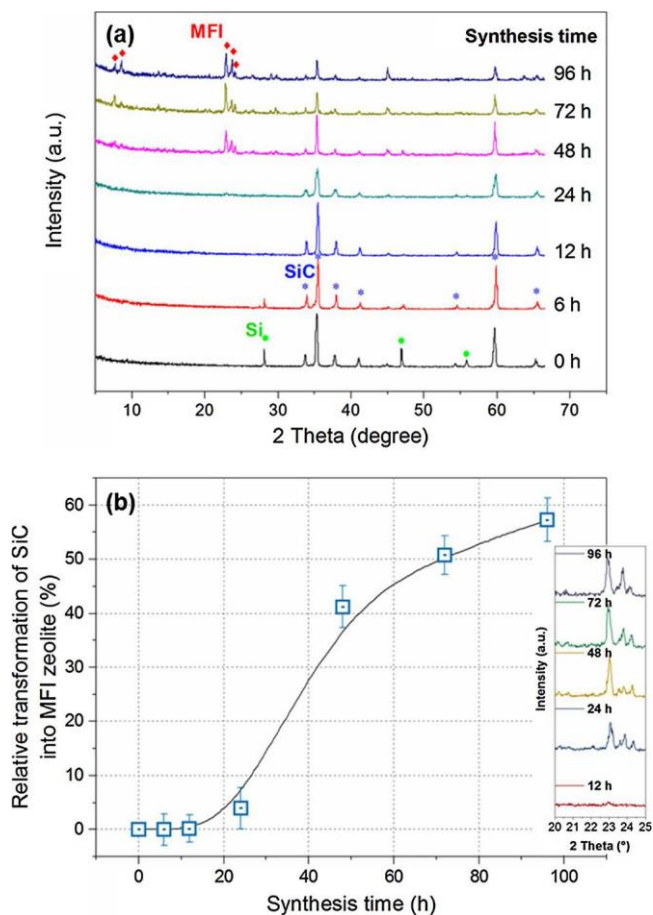 (a)
MFI
Synthesis time
96 h
72 h
48 h
24 h
12 h
SiC
6 h
Si
0 h
Intensity (a.u.)
10 20 30 40 50 60 70
2 Theta (degree)
(b)
60
50
40
30
20
10
0
Relative transformation of SiC
into MFI zeolite (%)
0 20 40 60 80 100
Synthesis time (h)
96 h
72 h
48 h
24 h
12 h
Intensity (a.u.)
20 21 22 23 24 25
2 Theta (°)